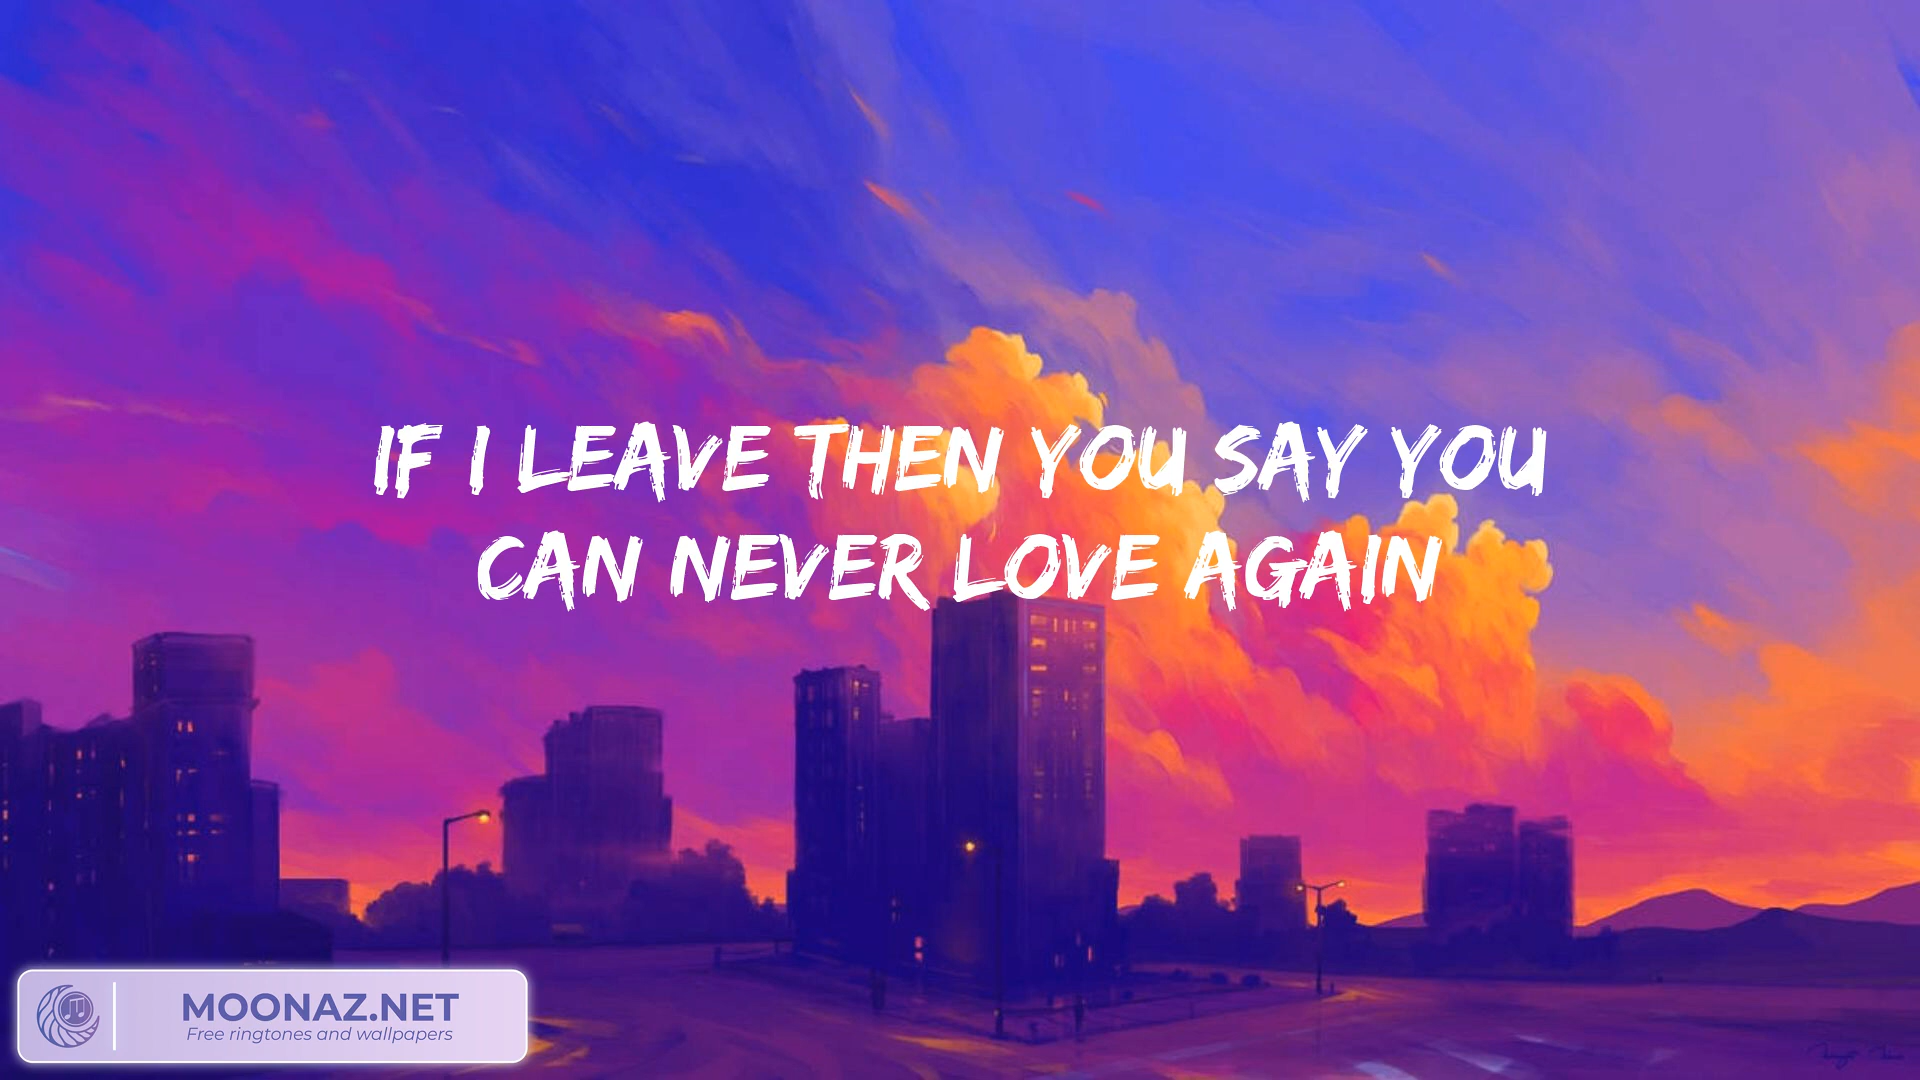 IF I LEAVE THEN YOU SAY YOU
CAN NEVER LOVE AGAIN
MOONAZ.NET
Free ringtones and wallpapers